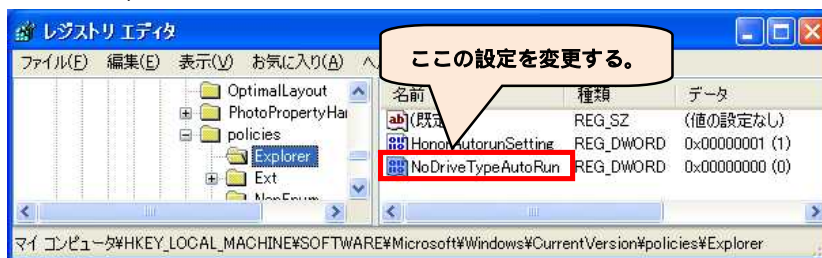 レジストリ エディタ
ファイル(F) 編集(E) 表示(V) お気に入り(A)
ここの設定を変更する。
OptimalLayout
PhotoPropertyHa
policies
Explorer
Ext
名前 種類 データ
(既定 REG_SZ (値の設定なし)
HonorAutorunSetting REG_DWORD 0x00000001 (1)
NoDriveTypeAutoRun REG_DWORD 0x00000000 (0)
マイ コンピュータ¥HKEY_LOCAL_MACHINE¥SOFTWARE¥Microsoft¥Windows¥CurrentVersion¥policies¥Explorer